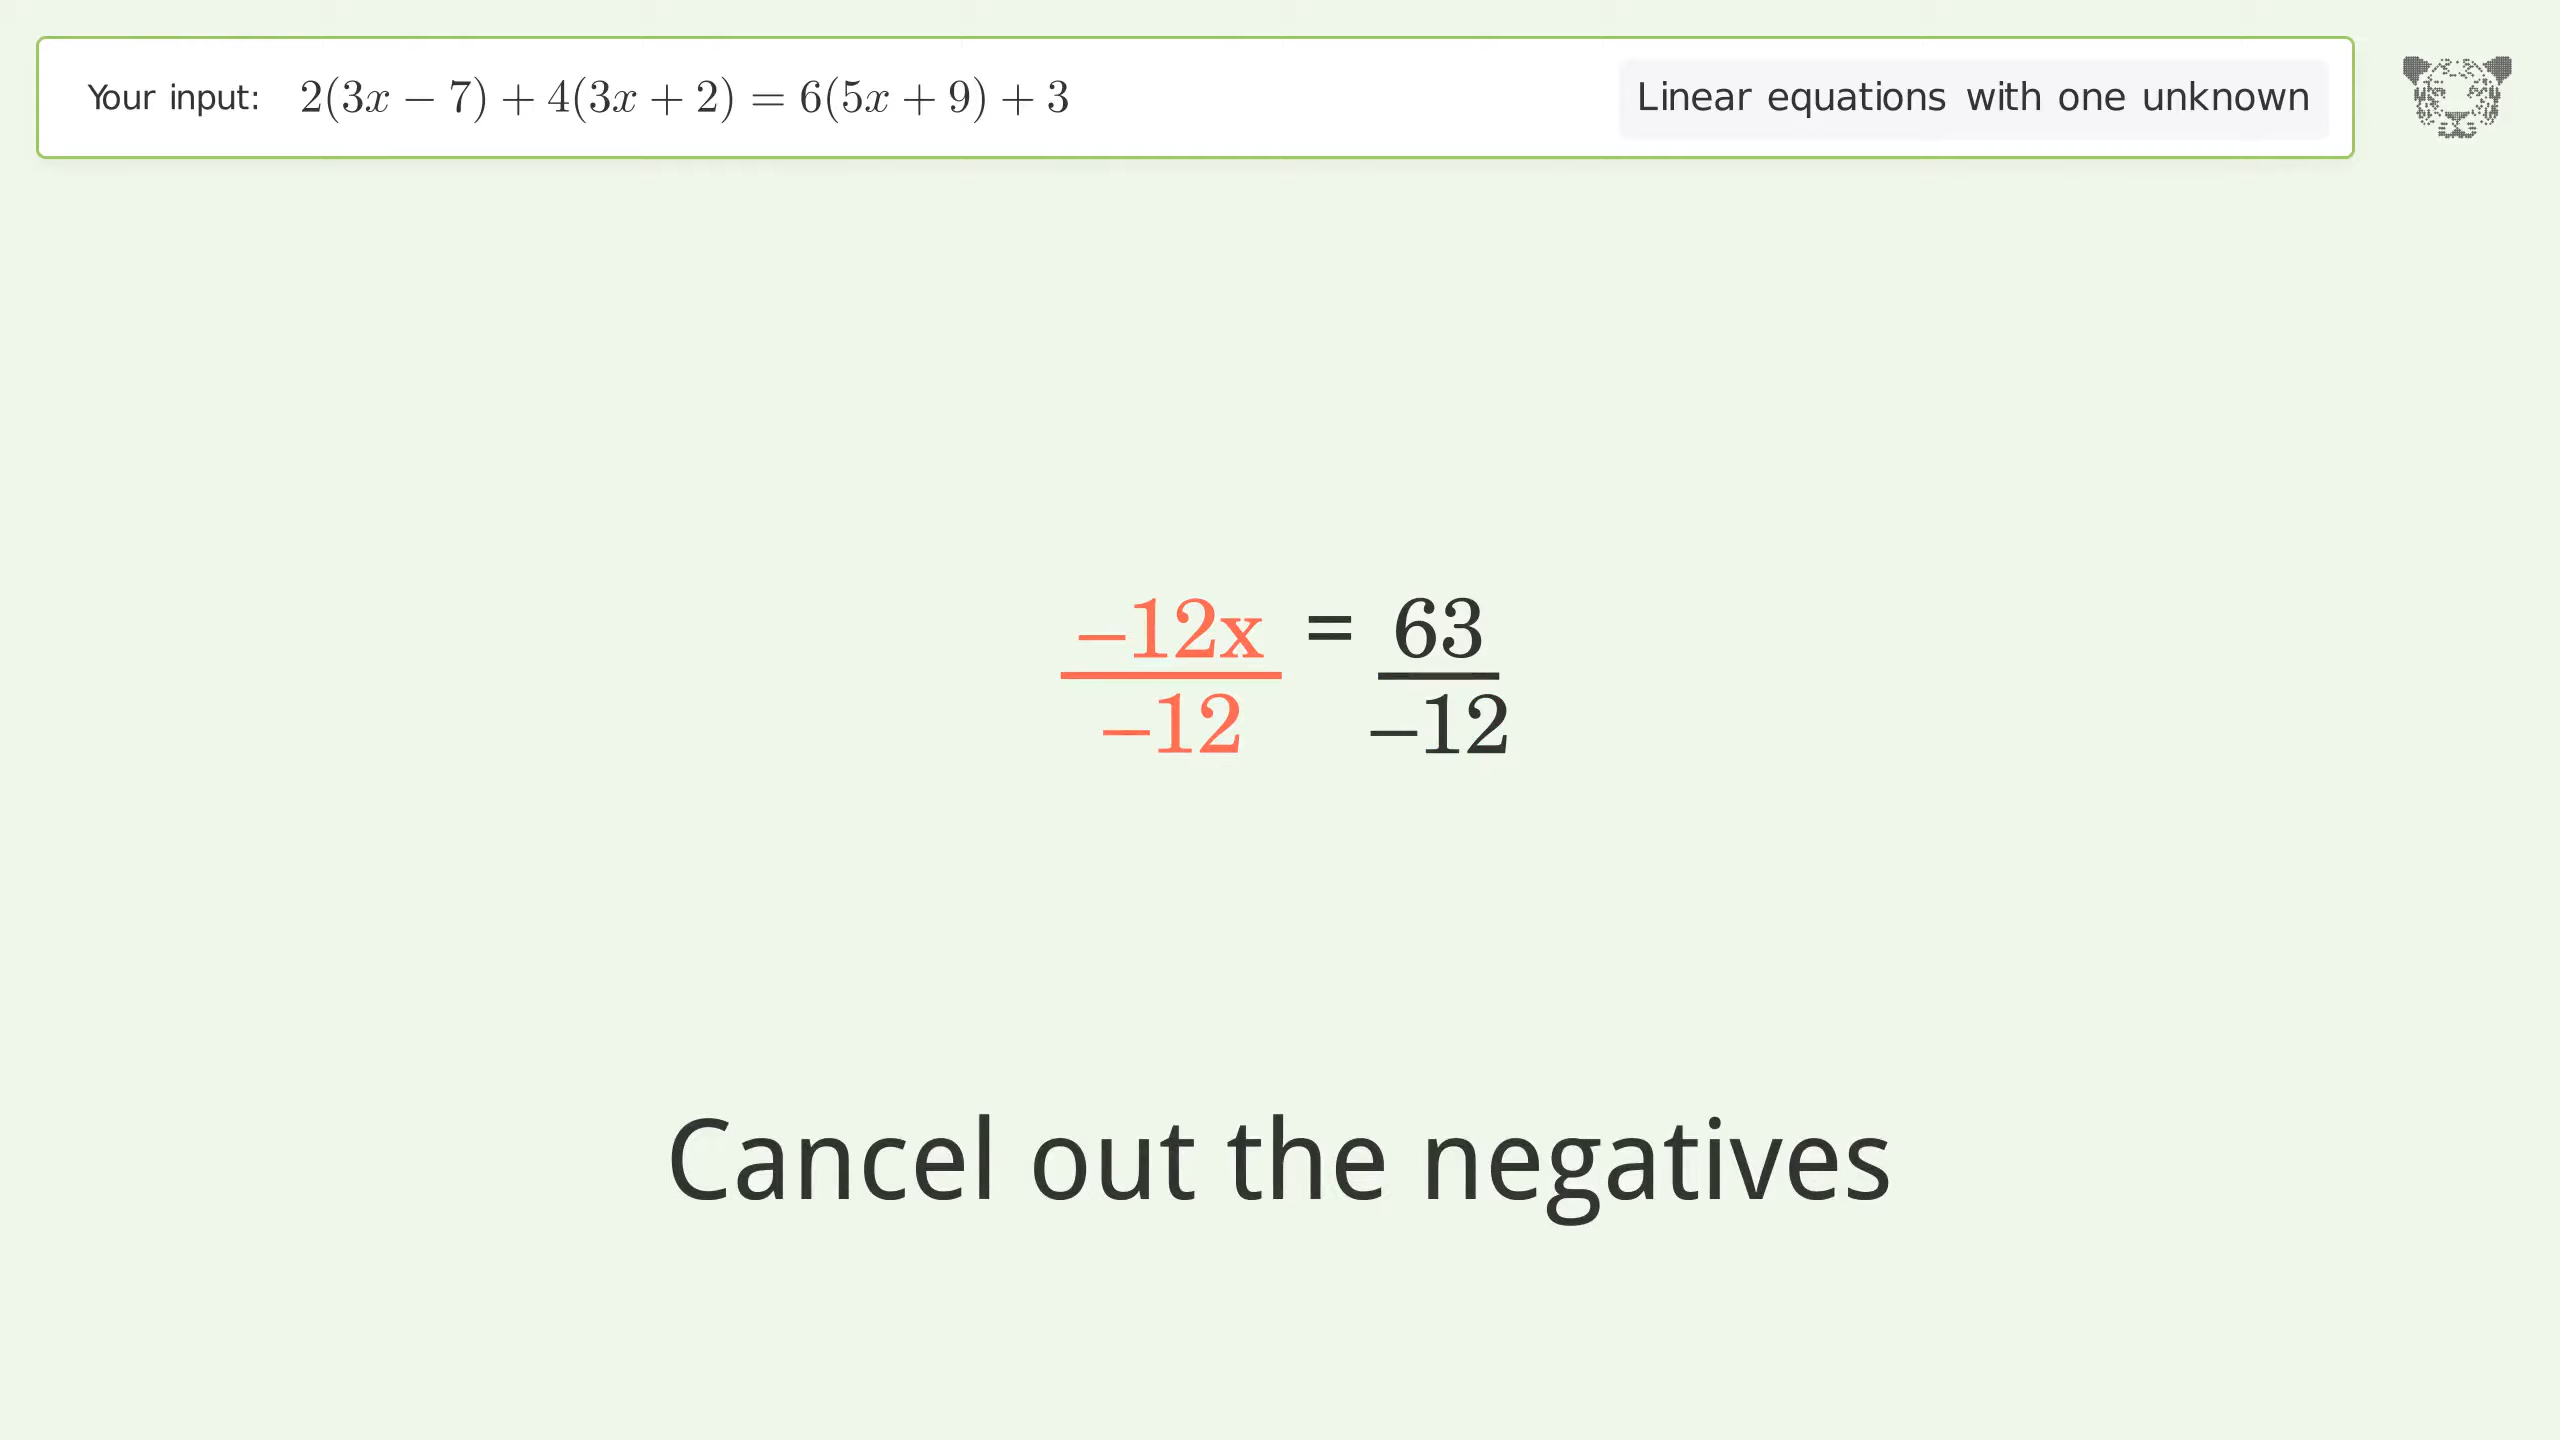 Your input: 2(3x − 7) + 4(3x + 2) = 6(5x + 9) + 3
Linear equations with one unknown
–12x = 63
–12 –12
Cancel out the negatives